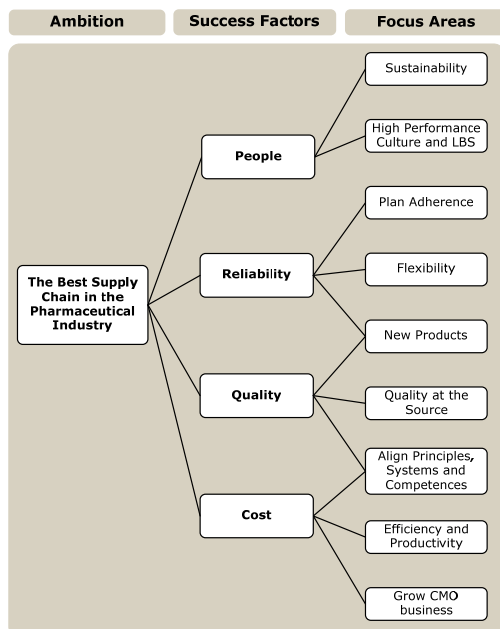 Ambition
Success Factors
Focus Areas
Sustainability
High Performance
Culture and LBS
People
Plan Adherence
Reliability
Flexibility
The Best Supply
Chain in the
Pharmaceutical
Industry
New Products
Quality
Quality at the
Source
Align Principles,
Systems and
Competences
Cost
Efficiency and
Productivity
Grow CMO
business